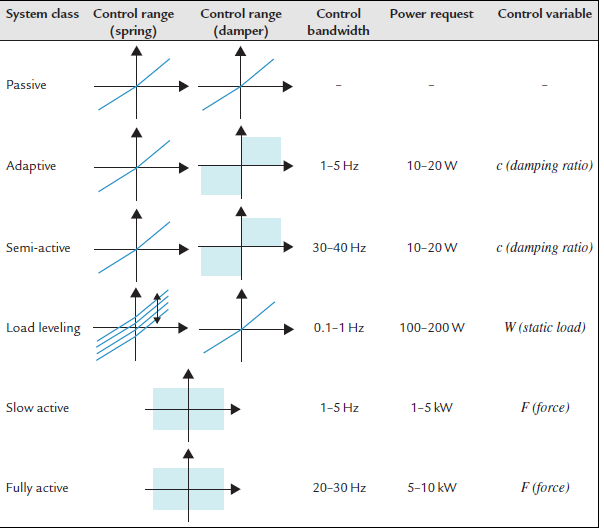 System class Control range (spring) Control range (damper) Control bandwidth Power request Control variable
Passive – – –
Adaptive 1–5 Hz 10–20 W c (damping ratio)
Semi-active 30–40 Hz 10–20 W c (damping ratio)
Load leveling 0.1–1 Hz 100–200 W W (static load)
Slow active 1–5 Hz 1–5 kW F (force)
Fully active 20–30 Hz 5–10 kW F (force)